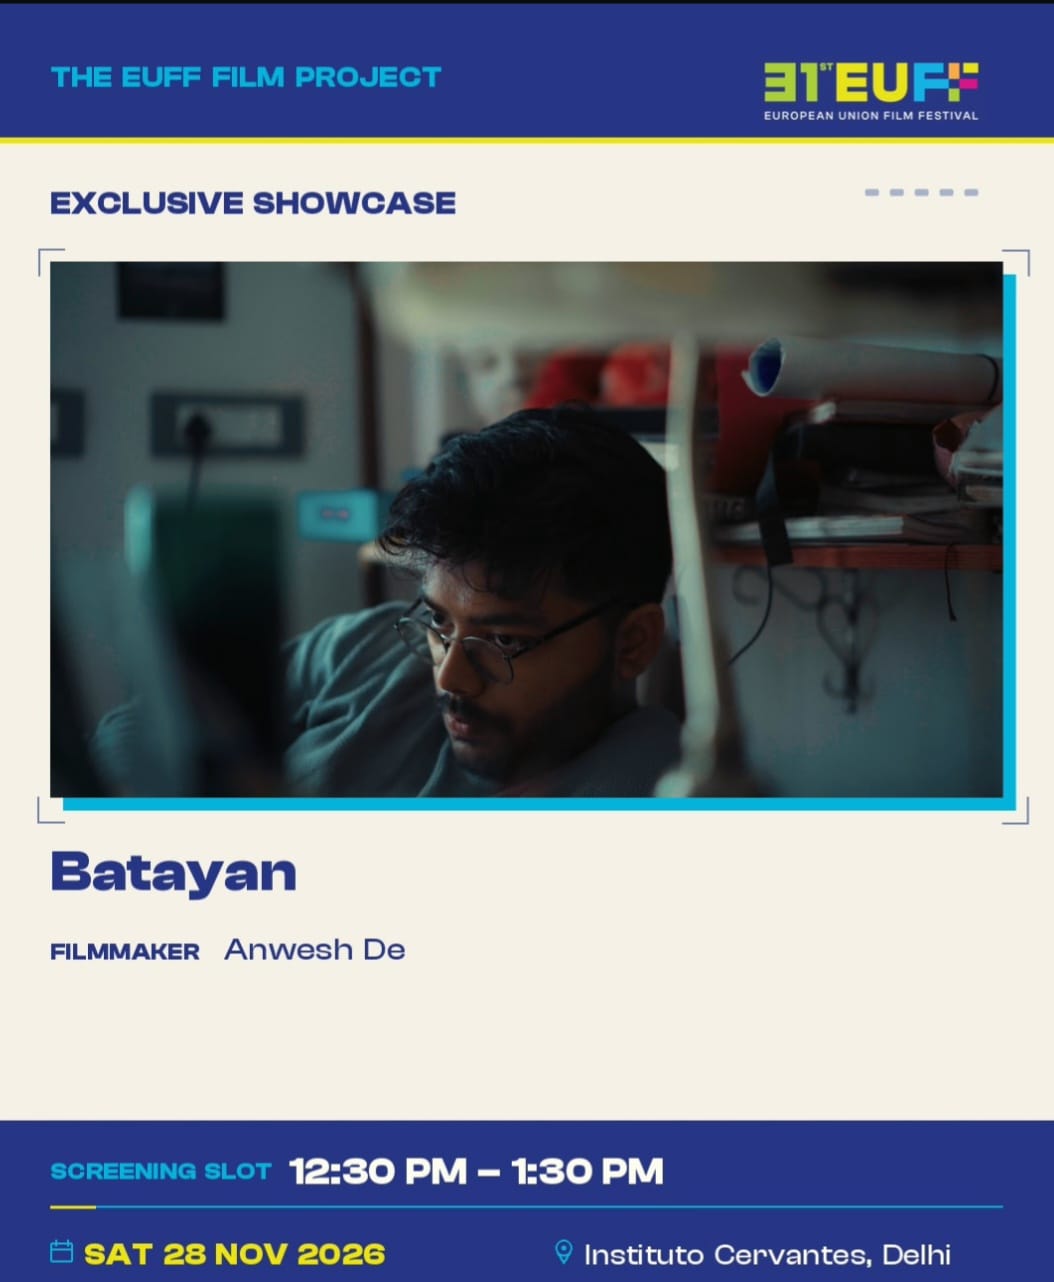 THE EUFF FILM PROJECT
31ST EUFF
EUROPEAN UNION FILM FESTIVAL
EXCLUSIVE SHOWCASE
Batayan
FILMMAKER Anwesh De
SCREENING SLOT 12:30 PM – 1:30 PM
SAT 28 NOV 2026
Instituto Cervantes, Delhi